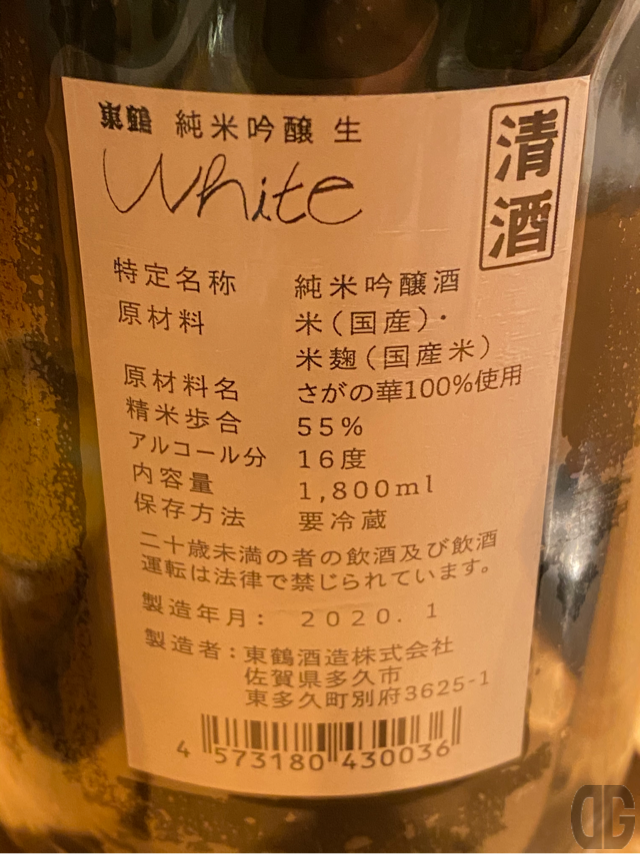 東鶴 純米吟醸 生
White
清酒
特定名称 純米吟醸酒
原材料 米(国産)・
米麹(国産米)
原材料名 さがの華100%使用
精米歩合 55%
アルコール分 16度
内容量 1,800ml
保存方法 要冷蔵
二十歳未満の者の飲酒及び飲酒
運転は法律で禁じられています。
製造年月: 2020. 1
製造者:東鶴酒造株式会社
佐賀県多久市
東多久町別府3625-1
4 573180 430036
DG